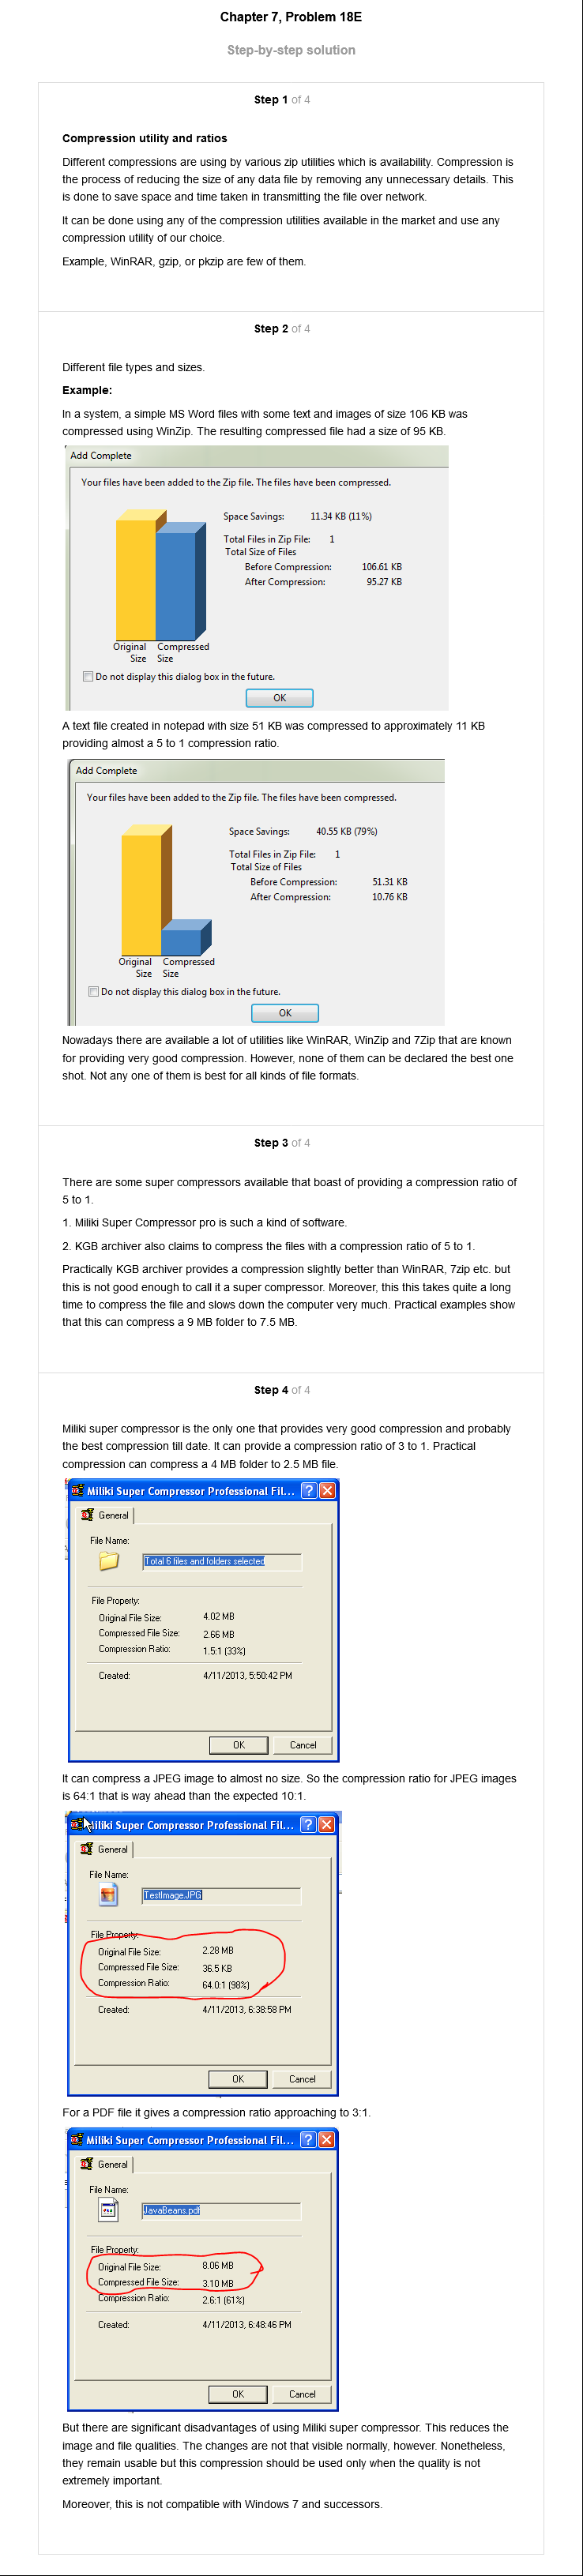 Chapter 7, Problem 18E
Step-by-step solution
Step 1 of 4
Compression utility and ratios
Different compressions are using by various zip utilities which is availability. Compression is
the process of reducing the size of any data file by removing any unnecessary details. This
is done to save space and time taken in transmitting the file over network.
It can be done using any of the compression utilities available in the market and use any
compression utility of our choice.
Example, WinRAR, gzip, or pkzip are few of them.
Step 2 of 4
Different file types and sizes.
Example:
In a system, a simple MS Word files with some text and images of size 106 KB was
compressed using WinZip. The resulting compressed file had a size of 95 KB.
Add Complete
Your files have been added to the Zip file. The files have been compressed.
Space Savings: 11.34 KB (11%)
Total Files in Zip File: 1
Total Size of Files
Before Compression: 106.61 KB
After Compression: 95.27 KB
Original Compressed
Size Size
Do not display this dialog box in the future.
OK
A text file created in notepad with size 51 KB was compressed to approximately 11 KB
providing almost a 5 to 1 compression ratio.
Add Complete
Your files have been added to the Zip file. The files have been compressed.
Space Savings: 40.55 KB (79%)
Total Files in Zip File: 1
Total Size of Files
Before Compression: 51.31 KB
After Compression: 10.76 KB
Original Compressed
Size Size
Do not display this dialog box in the future.
OK
Nowadays there are available a lot of utilities like WinRAR, WinZip and 7Zip that are known
for providing very good compression. However, none of them can be declared the best one
shot. Not any one of them is best for all kinds of file formats.
Step 3 of 4
There are some super compressors available that boast of providing a compression ratio of
5 to 1.
1. Miliki Super Compressor pro is such a kind of software.
2. KGB archiver also claims to compress the files with a compression ratio of 5 to 1.
Practically KGB archiver provides a compression slightly better than WinRAR, 7zip etc. but
this is not good enough to call it a super compressor. Moreover, this this takes quite a long
time to compress the file and slows down the computer very much. Practical examples show
that this can compress a 9 MB folder to 7.5 MB.
Step 4 of 4
Miliki super compressor is the only one that provides very good compression and probably
the best compression till date. It can provide a compression ratio of 3 to 1. Practical
compression can compress a 4 MB folder to 2.5 MB file.
Miliki Super Compressor Professional Fil...
General
File Name:
Total 6 files and folders selected
File Property:
Original File Size: 4.02 MB
Compressed File Size: 2.66 MB
Compression Ratio: 1.5:1 (33%)
Created: 4/11/2013, 5:50:42 PM
OK Cancel
It can compress a JPEG image to almost no size. So the compression ratio for JPEG images
is 64:1 that is way ahead than the expected 10:1.
Miliki Super Compressor Professional Fil...
General
File Name:
TestImage.JPG
File Property:
Original File Size: 2.28 MB
Compressed File Size: 36.5 KB
Compression Ratio: 64.0:1 (98%)
Created: 4/11/2013, 6:38:58 PM
OK Cancel
For a PDF file it gives a compression ratio approaching to 3:1.
Miliki Super Compressor Professional Fil...
General
File Name:
JavaBeans.pdf
File Property:
Original File Size: 8.06 MB
Compressed File Size: 3.10 MB
Compression Ratio: 2.6:1 (61%)
Created: 4/11/2013, 6:48:46 PM
OK Cancel
But there are significant disadvantages of using Miliki super compressor. This reduces the
image and file qualities. The changes are not that visible normally, however. Nonetheless,
they remain usable but this compression should be used only when the quality is not
extremely important.
Moreover, this is not compatible with Windows 7 and successors.